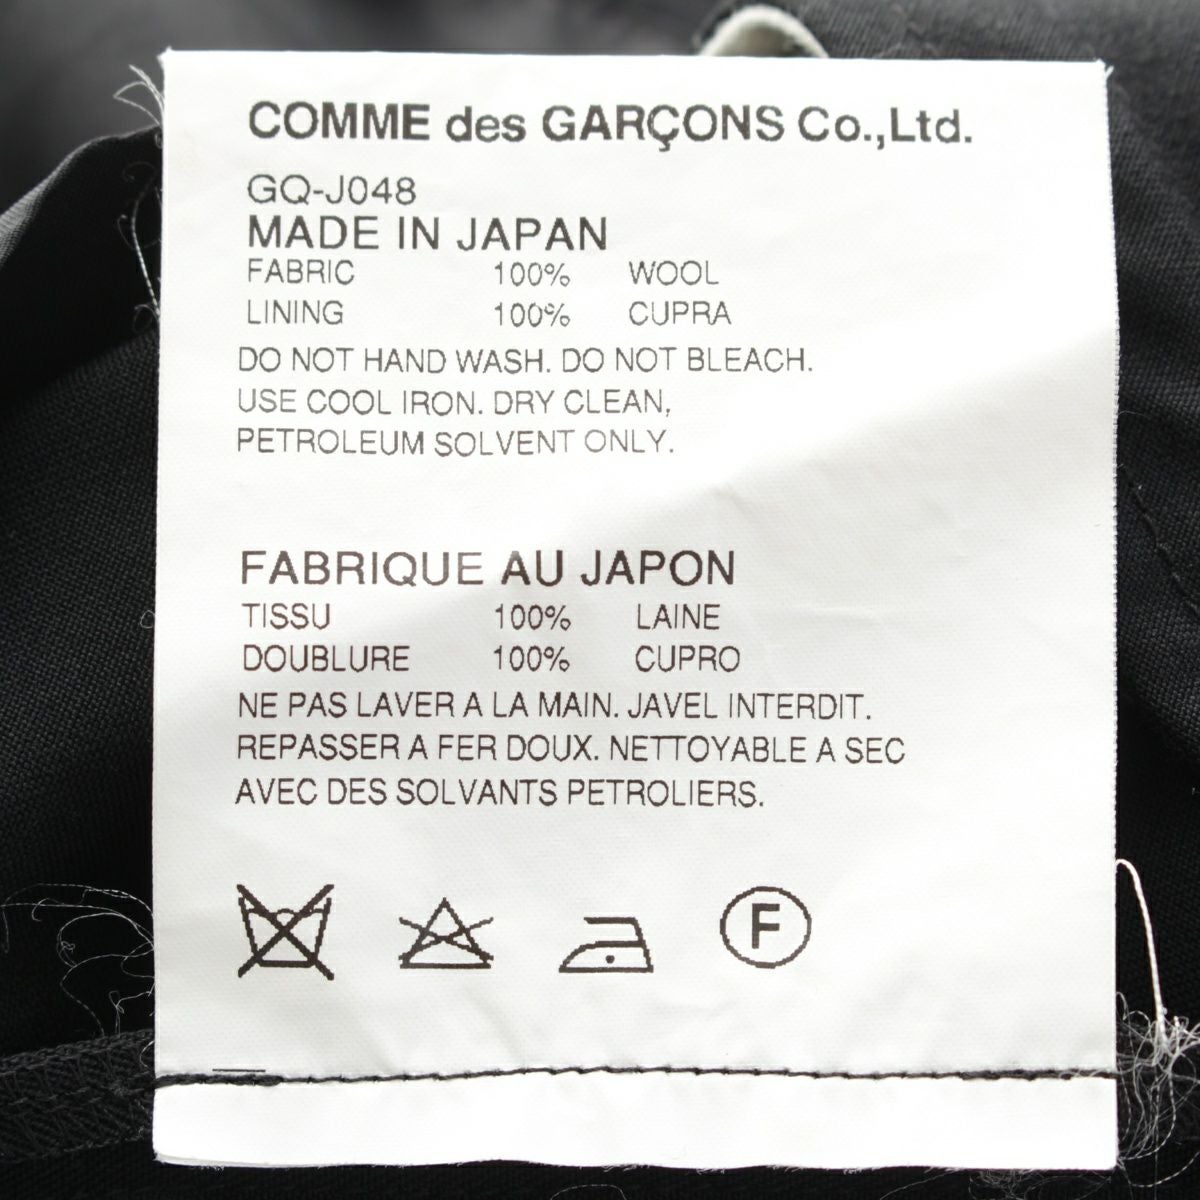 COMME des GARÇONS Co.,Ltd.
GQ-J048
MADE IN JAPAN
FABRIC 100% WOOL
LINING 100% CUPRA
DO NOT HAND WASH. DO NOT BLEACH.
USE COOL IRON. DRY CLEAN,
PETROLEUM SOLVENT ONLY.
FABRIQUE AU JAPON
TISSU 100% LAINE
DOUBLURE 100% CUPRO
NE PAS LAVER A LA MAIN. JAVEL INTERDIT.
REPASSER A FER DOUX. NETTOYABLE A SEC
AVEC DES SOLVANTS PETROLIERS.
F